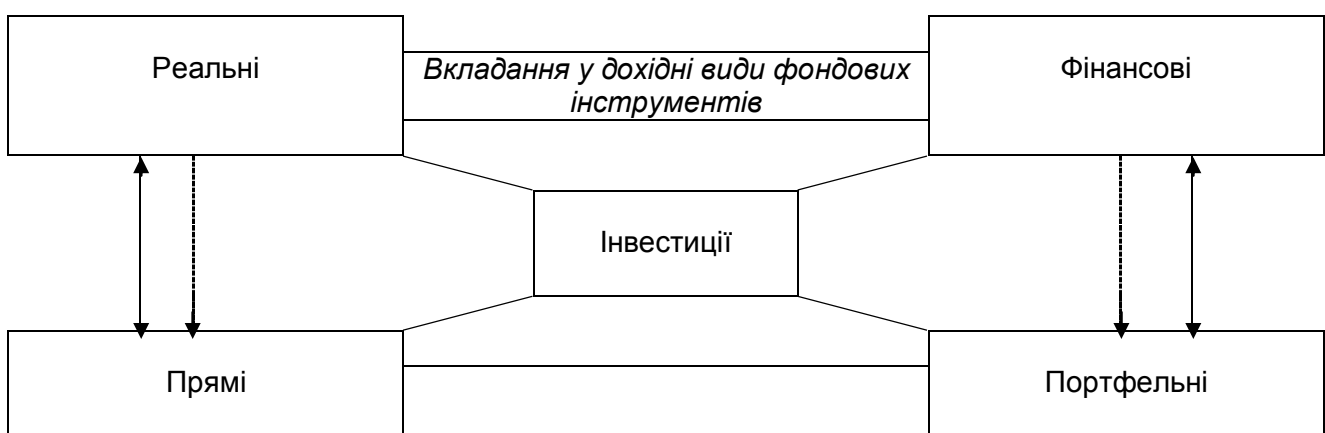 Реальні
Вкладання у дохідні види фондових
інструментів
Фінансові
Інвестиції
Прямі
Портфельні